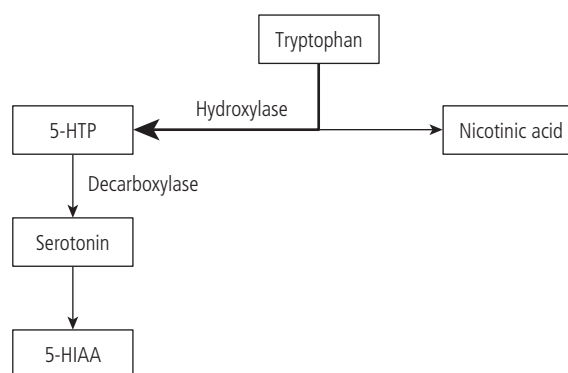 Tryptophan
Hydroxylase
5-HTP
Nicotinic acid
Decarboxylase
Serotonin
5-HIAA